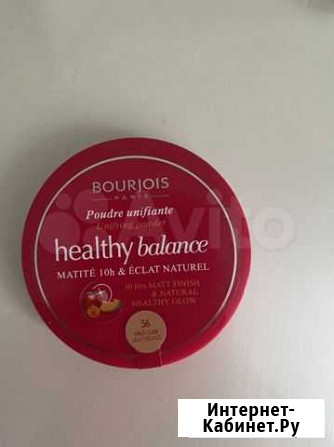 BOURJOIS
PARIS
Poudre unifiante
Unifying powder
healthy balance
MATITÉ 10h & ÉCLAT NATUREL
10 Hrs MATT FINISH
& NATURAL
HEALTHY GLOW
56
Avito
Интернет-
Кабинет.Ру